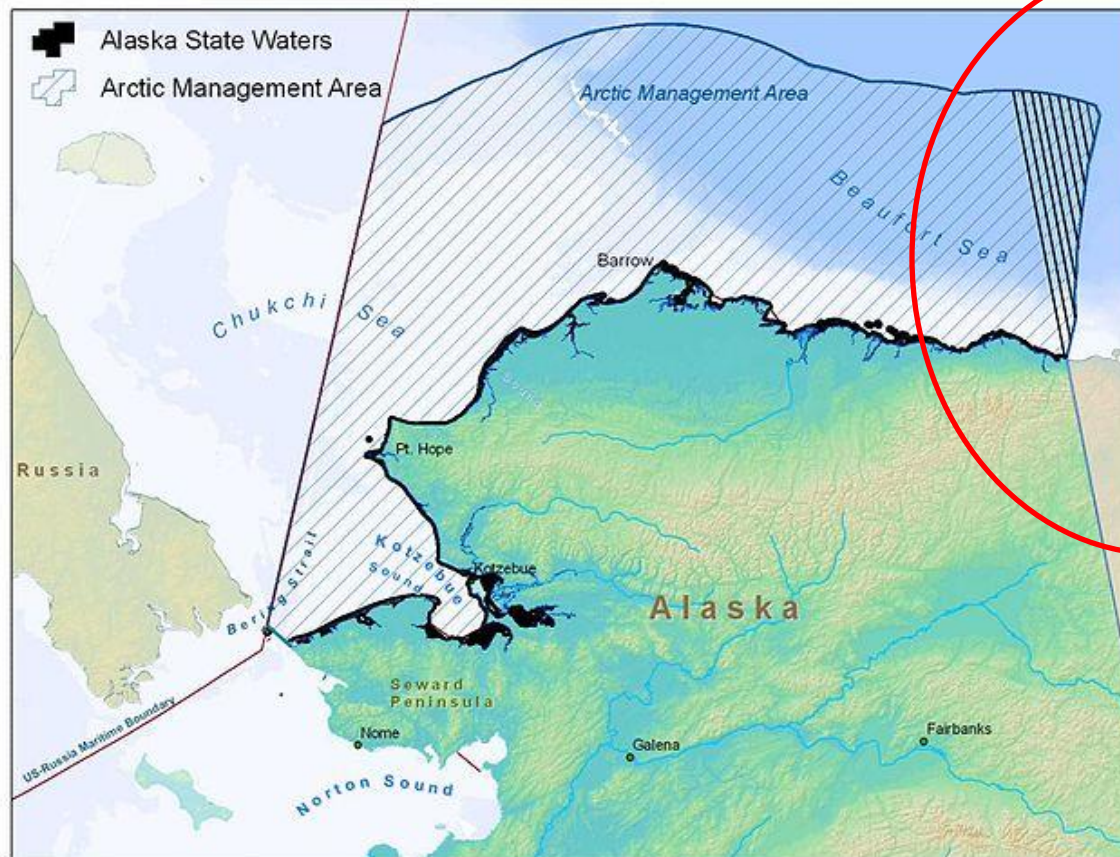 Alaska State Waters
Arctic Management Area
Arctic Management Area
Beaufort Sea
Barrow
Chukchi Sea
Pt. Hope
Russia
Kotzebue
Sound
Kotzebue
Bering Strait
Alaska
Seward
Peninsula
US-Russia Maritime Boundary
Nome
Galena
Fairbanks
Norton Sound